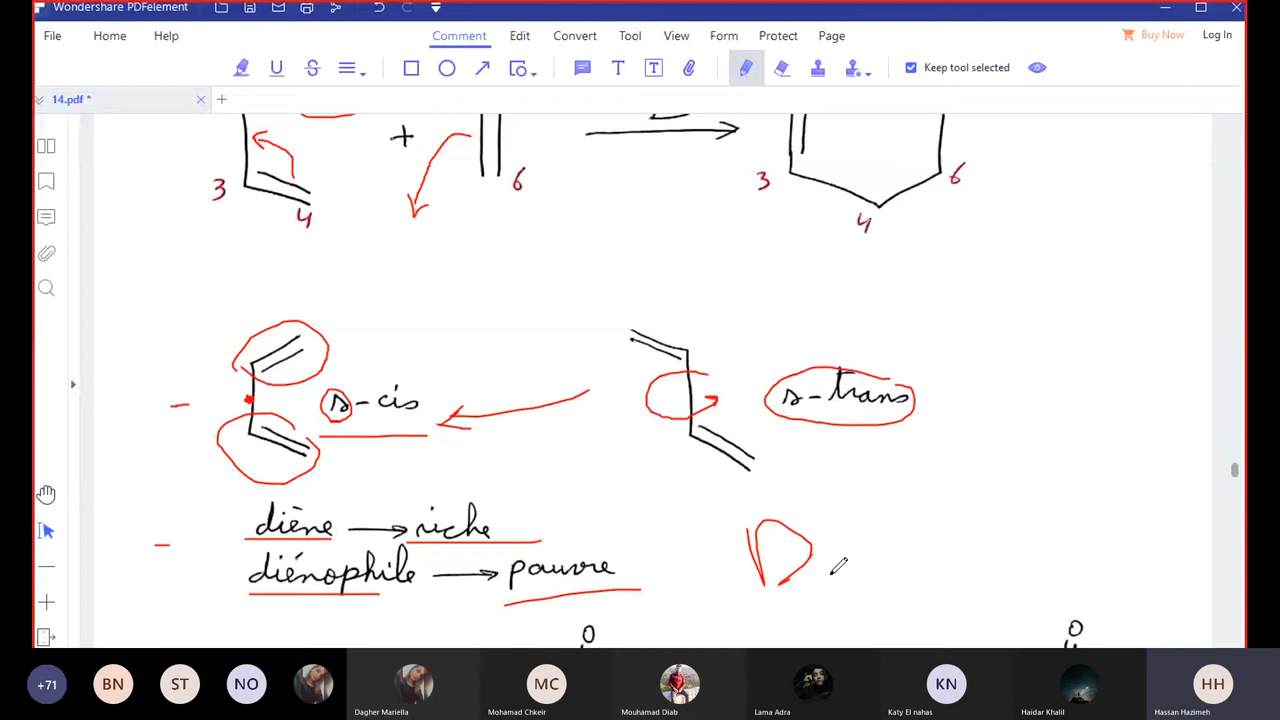 Wondershare PDFelement
File Home Help Comment Edit Convert Tool View Form Protect Page Buy Now Log In
Keep tool selected
14.pdf *
+
3 4 6 3 4 6
s-cis s-trans
diène → riche
diénophile → pauvre
D
O O
+71 BN ST NO MC KN HH
Dagher Mariella Mohamad Chkeir Mouhamad Diab Lama Adra Katy El nahas Haidar Khalil Hassan Hazimeh